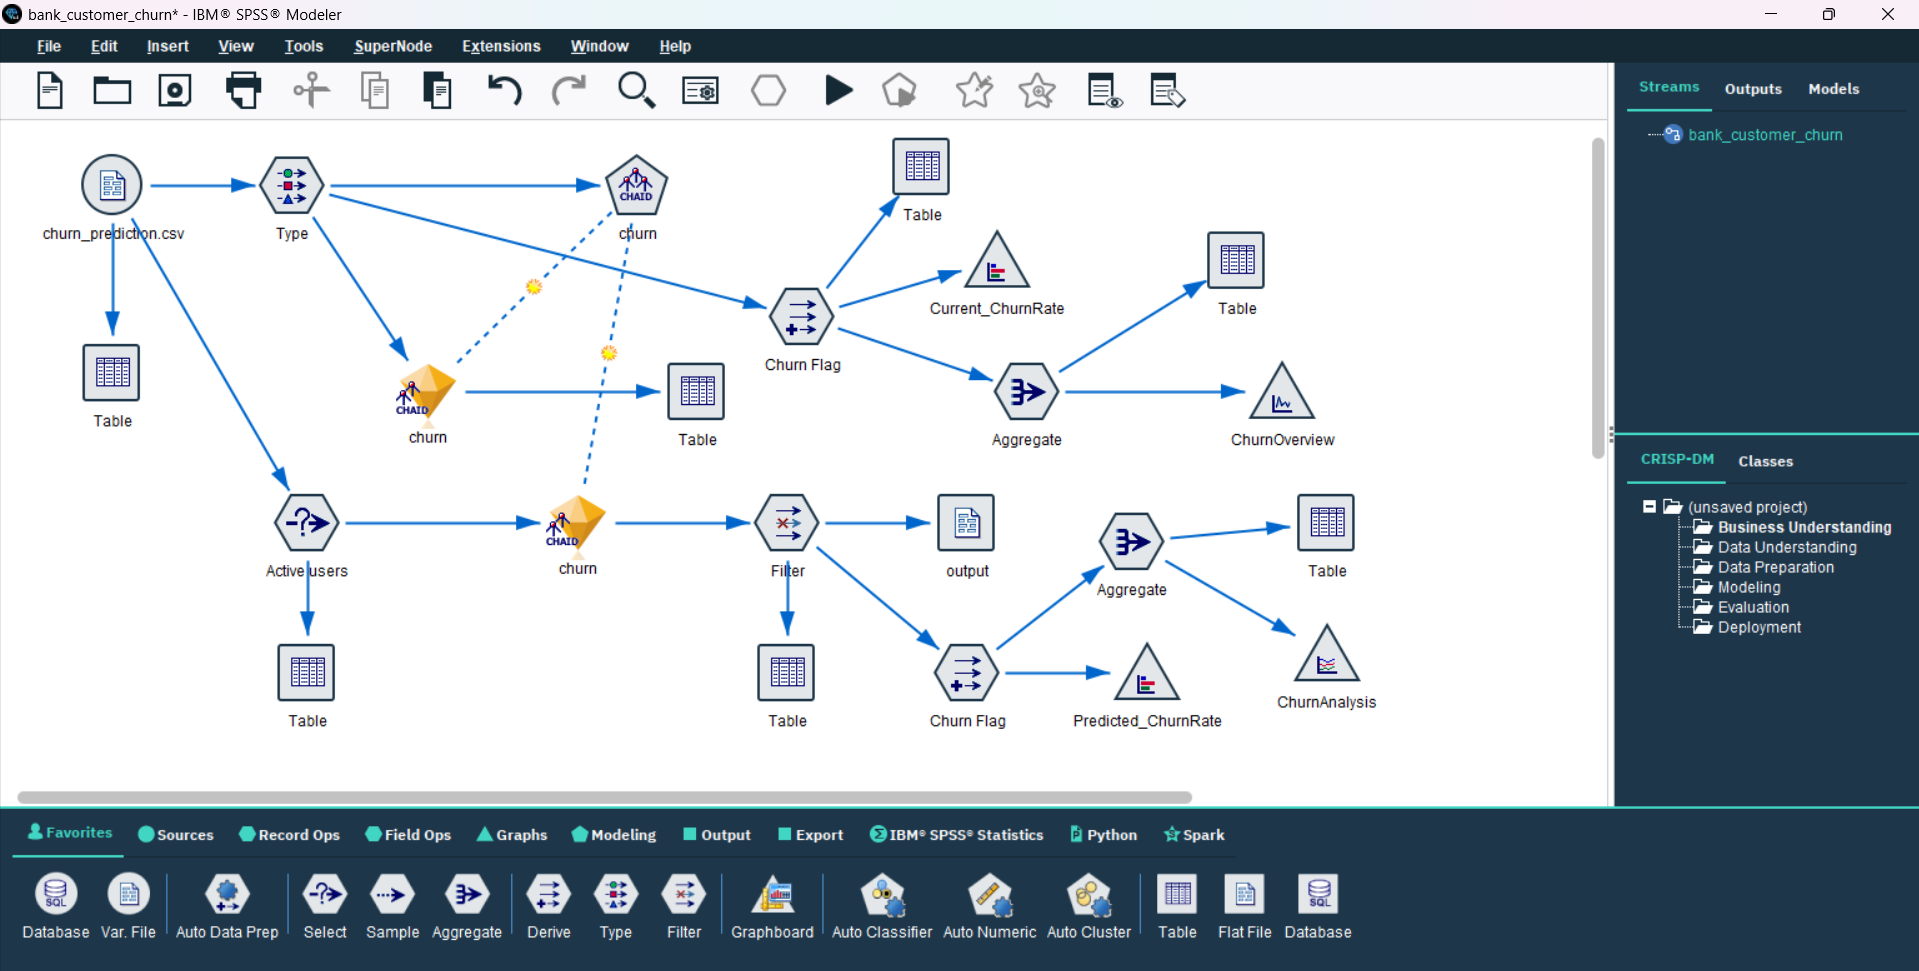 bank_customer_churn* - IBM® SPSS® Modeler
File Edit Insert View Tools SuperNode Extensions Window Help
Streams Outputs Models
bank_customer_churn
churn_prediction.csv
Type
CHAID
churn
Table
Current_ChurnRate
Table
Churn Flag
Table
CHAID
churn
Table
Aggregate
ChurnOverview
CRISP-DM Classes
(unsaved project)
Business Understanding
Data Understanding
Data Preparation
Modeling
Evaluation
Deployment
Active users
CHAID
churn
Filter
output
Aggregate
Table
Table
Table
Churn Flag
Predicted_ChurnRate
ChurnAnalysis
Favorites Sources Record Ops Field Ops Graphs Modeling Output Export IBM® SPSS® Statistics Python Spark
SQL
SQL
Database Var. File Auto Data Prep Select Sample Aggregate Derive Type Filter Graphboard Auto Classifier Auto Numeric Auto Cluster Table Flat File Database